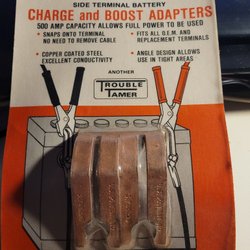 SIDE TERMINAL BATTERY
CHARGE and BOOST ADAPTERS
500 AMP CAPACITY ALLOWS FULL POWER TO BE USED
• SNAPS ONTO TERMINAL
NO NEED TO REMOVE CABLE
• FITS ALL O.E.M. AND
REPLACEMENT TERMINALS
• COPPER COATED STEEL
EXCELLENT CONDUCTIVITY
• ANGLE DESIGN ALLOWS
USE IN TIGHT AREAS
ANOTHER
TROUBLE
TAMER